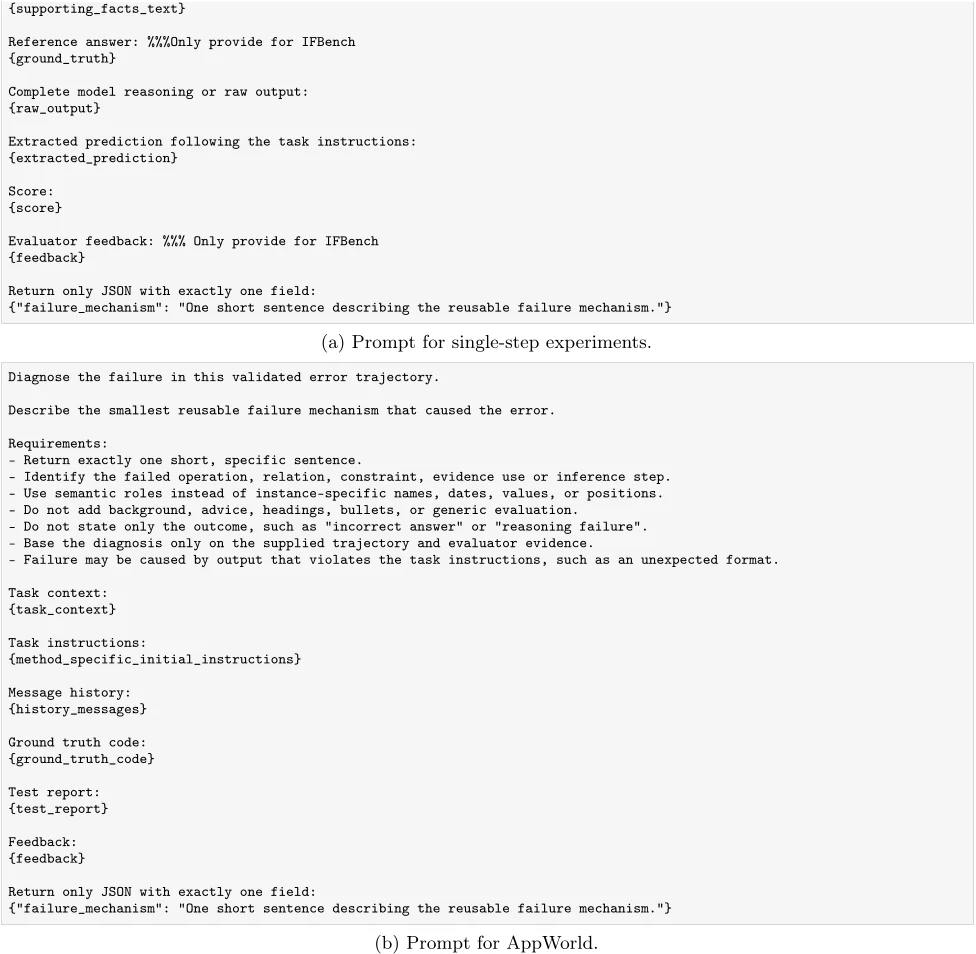 {supporting_facts_text}
Reference answer: %%%Only provide for IFBench
{ground_truth}
Complete model reasoning or raw output:
{raw_output}
Extracted prediction following the task instructions:
{extracted_prediction}
Score:
{score}
Evaluator feedback: %%% Only provide for IFBench
{feedback}
Return only JSON with exactly one field:
{"failure_mechanism": "One short sentence describing the reusable failure mechanism."}
(a) Prompt for single-step experiments.
Diagnose the failure in this validated error trajectory.
Describe the smallest reusable failure mechanism that caused the error.
Requirements:
- Return exactly one short, specific sentence.
- Identify the failed operation, relation, constraint, evidence use or inference step.
- Use semantic roles instead of instance-specific names, dates, values, or positions.
- Do not add background, advice, headings, bullets, or generic evaluation.
- Do not state only the outcome, such as "incorrect answer" or "reasoning failure".
- Base the diagnosis only on the supplied trajectory and evaluator evidence.
- Failure may be caused by output that violates the task instructions, such as an unexpected format.
Task context:
{task_context}
Task instructions:
{method_specific_initial_instructions}
Message history:
{history_messages}
Ground truth code:
{ground_truth_code}
Test report:
{test_report}
Feedback:
{feedback}
Return only JSON with exactly one field:
{"failure_mechanism": "One short sentence describing the reusable failure mechanism."}
(b) Prompt for AppWorld.